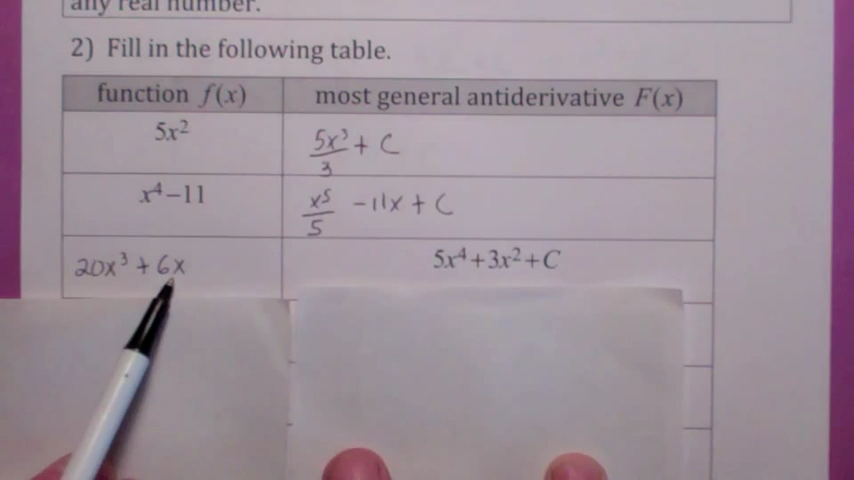 any real number.
2) Fill in the following table.
function f(x) most general antiderivative F(x)
5x² 5x³/3 + C
x⁴−11 x⁵/5 −11x + C
20x³ + 6x 5x⁴+3x²+C